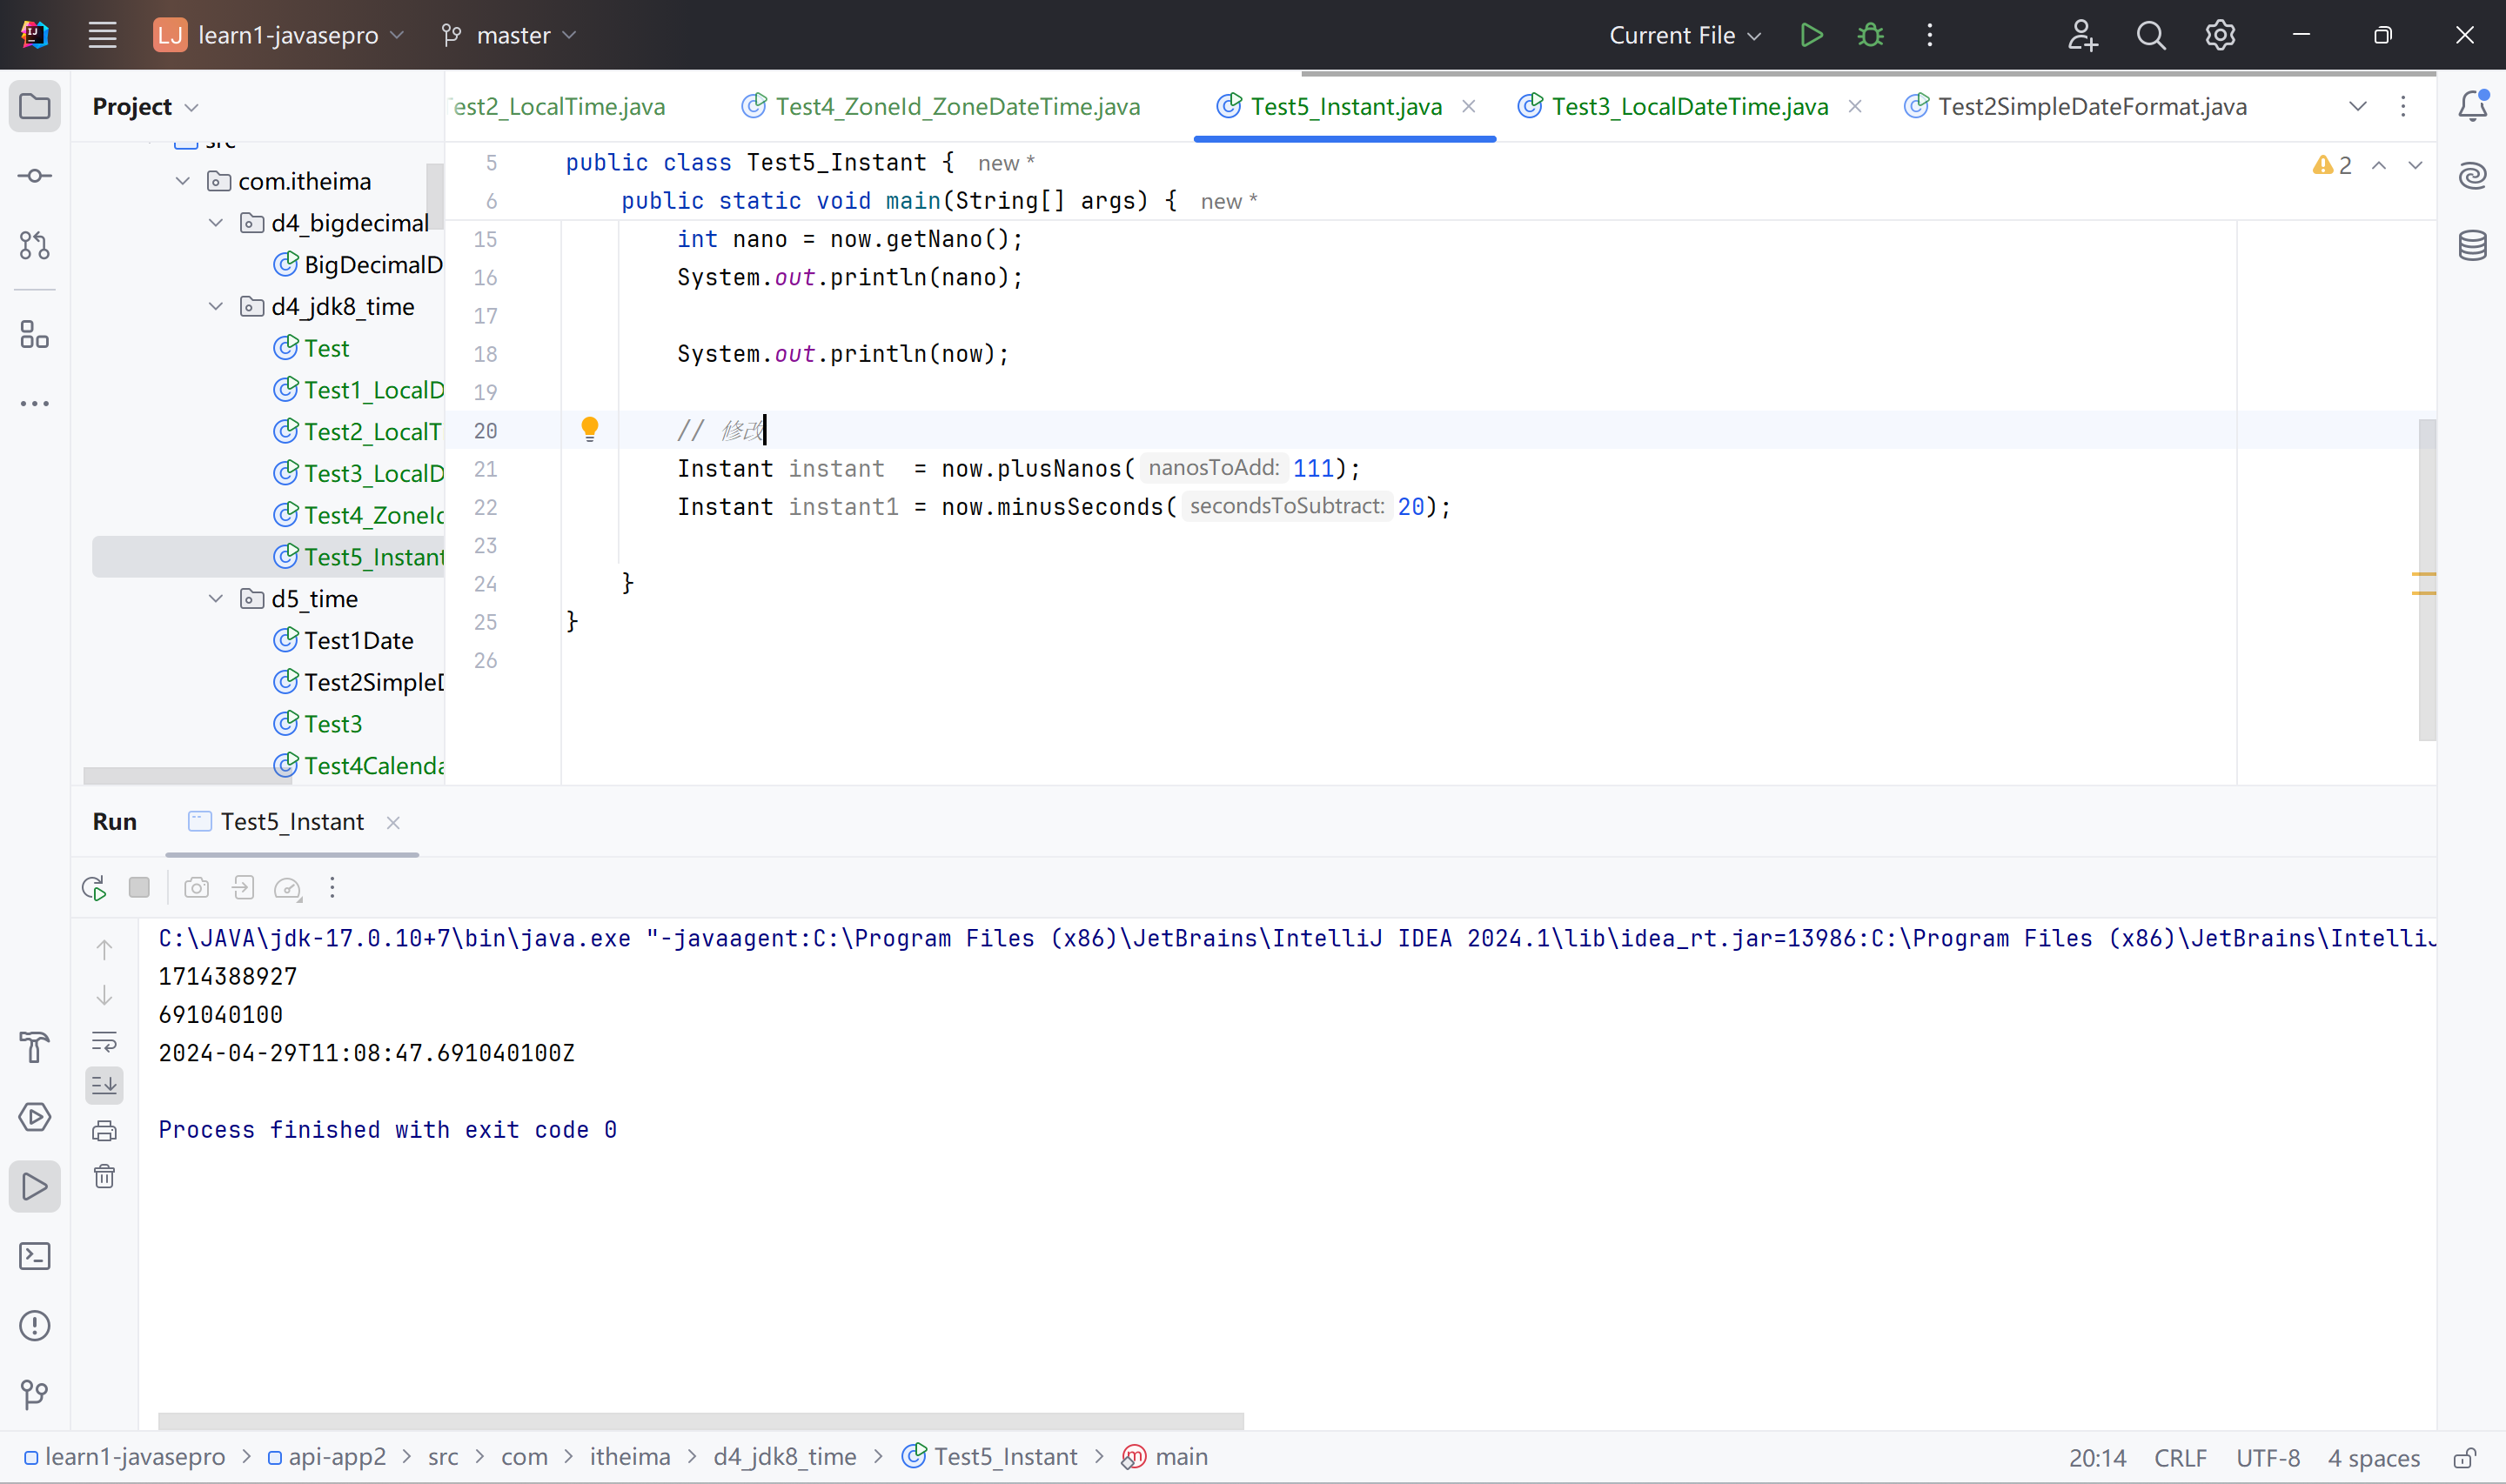 LJ learn1-javasepro master Current File
Project
est2_LocalTime.java Test4_ZoneId_ZoneDateTime.java Test5_Instant.java Test3_LocalDateTime.java Test2SimpleDateFormat.java
src
com.itheima
d4_bigdecimal
BigDecimalD
d4_jdk8_time
Test
Test1_LocalD
Test2_LocalT
Test3_LocalD
Test4_ZoneId
Test5_Instant
d5_time
Test1Date
Test2SimpleD
Test3
Test4Calenda
5 public class Test5_Instant { new *
6 public static void main(String[] args) { new *
2
15 int nano = now.getNano();
16 System.out.println(nano);
17
18 System.out.println(now);
19
20 // 修改
21 Instant instant = now.plusNanos( nanosToAdd: 111);
22 Instant instant1 = now.minusSeconds( secondsToSubtract: 20);
23
24 }
25 }
26
Run Test5_Instant
C:\JAVA\jdk-17.0.10+7\bin\java.exe "-javaagent:C:\Program Files (x86)\JetBrains\IntelliJ IDEA 2024.1\lib\idea_rt.jar=13986:C:\Program Files (x86)\JetBrains\IntelliJ
1714388927
691040100
2024-04-29T11:08:47.691040100Z
Process finished with exit code 0
learn1-javasepro > api-app2 > src > com > itheima > d4_jdk8_time > Test5_Instant > main
20:14 CRLF UTF-8 4 spaces